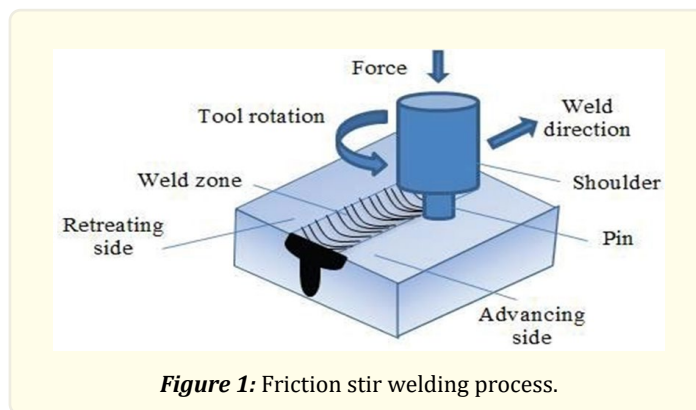 Force
Tool rotation
Weld
direction
Weld zone
Shoulder
Retreating
side
Pin
Advancing
side
Figure 1: Friction stir welding process.